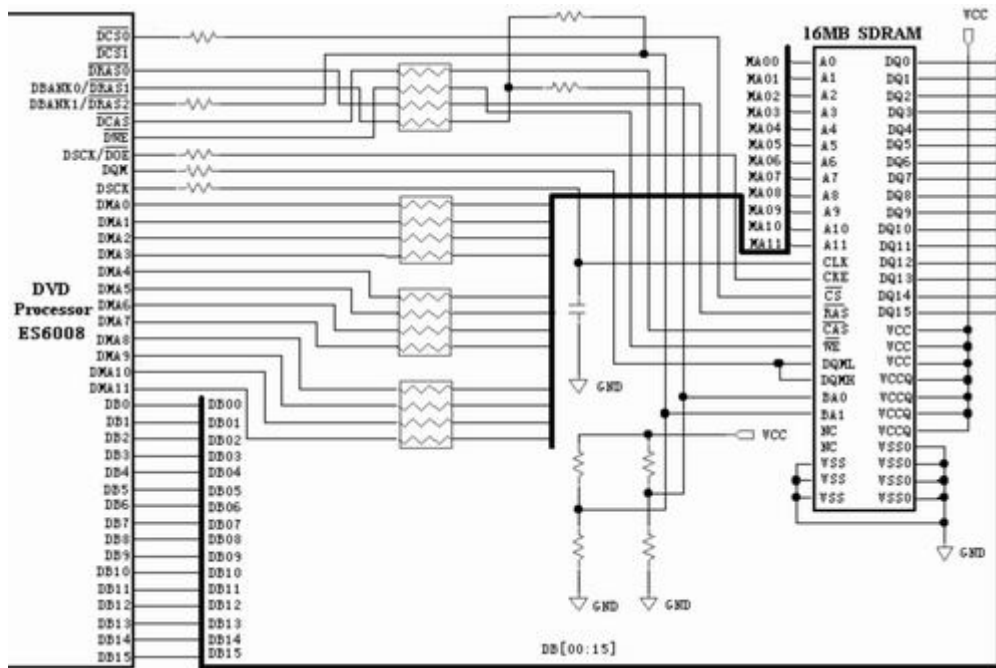 DVD
Processor
ES6008
DCS0
DCS1
DRAS0
DBANK0/DRAS1
DBANK1/DRAS2
DCAS
DWE
DSCK/DOE
DQM
DSCK
DMA0
DMA1
DMA2
DMA3
DMA4
DMA5
DMA6
DMA7
DMA8
DMA9
DMA10
DMA11
DB0
DB1
DB2
DB3
DB4
DB5
DB6
DB7
DB8
DB9
DB10
DB11
DB12
DB13
DB14
DB15
DB00
DB01
DB02
DB03
DB04
DB05
DB06
DB07
DB08
DB09
DB10
DB11
DB12
DB13
DB14
DB15
GND
VCC
GND
DB[00:15]
16MB SDRAM
VCC
MA00
MA01
MA02
MA03
MA04
MA05
MA06
MA07
MA08
MA09
MA10
MA11
A0
A1
A2
A3
A4
A5
A6
A7
A8
A9
A10
A11
CLK
CKE
CS
RAS
CAS
WE
DQML
DQMH
BA0
BA1
NC
NC
VSS
VSS
VSS
DQ0
DQ1
DQ2
DQ3
DQ4
DQ5
DQ6
DQ7
DQ8
DQ9
DQ10
DQ11
DQ12
DQ13
DQ14
DQ15
VCC
VCC
VCC
VCCQ
VCCQ
VCCQ
VCCQ
VSSQ
VSSQ
VSSQ
VSSQ
GND